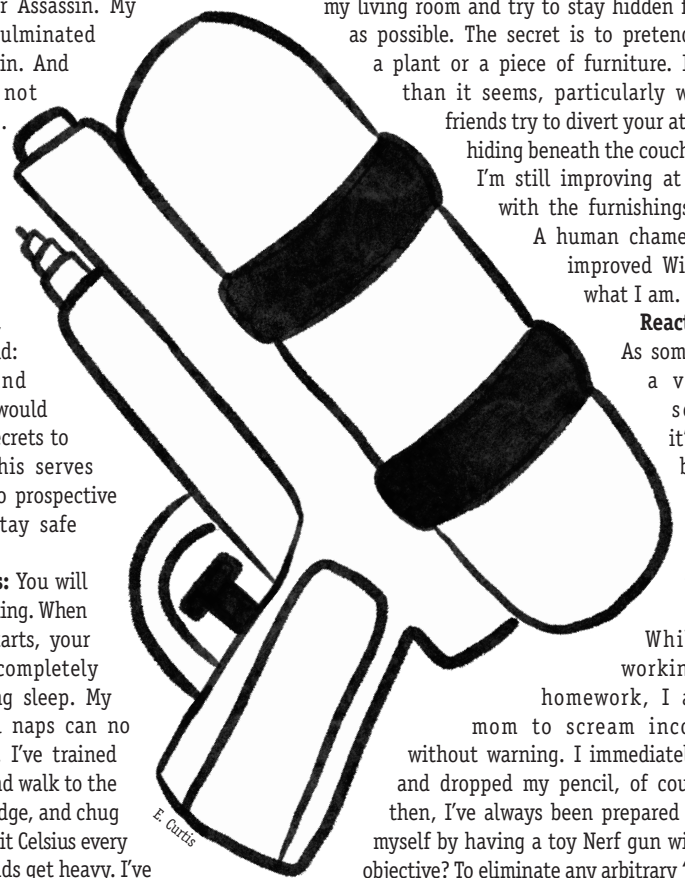 r Assassin. My
ulminated
in. And
not
.
d:
nd
would
ecrets to
his serves
o prospective
tay safe
s: You will
ing. When
arts, your
completely
ng sleep. My
naps can no
I've trained
nd walk to the
dge, and chug
it Celsius every
ds get heavy. I've
E. Curtis
my living room and try to stay hidden f
as possible. The secret is to pretend
a plant or a piece of furniture. I
than it seems, particularly w
friends try to divert your at
hiding beneath the couch
I'm still improving at
with the furnishings
A human chame
improved Wi
what I am.
React
As som
a v
se
it'
b
Whi
workin
homework, I a
mom to scream inco
without warning. I immediatel
and dropped my pencil, of cou
then, I've always been prepared
myself by having a toy Nerf gun wi
objective? To eliminate any arbitrary "